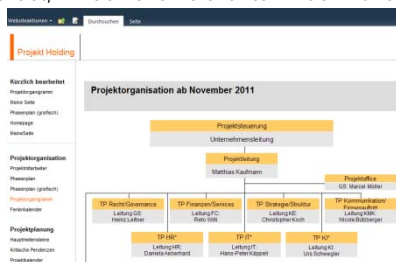 Websiteaktionen
Durchsuchen
Seite
Projekt Holding
Kürzlich bearbeitet
Projektorganigramm
Meine Seite
Phasenplan (grafisch)
Homepage
MeineSeite
Projektorganisation
Projektmitarbeiter
Phasenplan
Phasenplan (grafisch)
Projektorganigramm
Ferienkalender
Projektplanung
Hauptmeilensteine
Kritische Pendenzen
Projektkalender
Projektorganisation ab November 2011
Projektsteuerung
Unternehmensleitung
Projektleitung
Matthias Kaufmann
Projektoffice
GS: Marcel Müller
TP Recht/Governance
Leitung GS:
Heinz Leitner
TP Finanzen/Services
Leitung FC:
Reto Willi
TP Strategie/Struktur
Leitung KE:
Christopher Koch
TP Kommunikation/
Leitung KMK:
Nicole Bützberger
TP HR*
Leitung HR:
Daniela Aeberhard
TP IT*
Leitung IT:
Hans-Peter Käppeli
TP KI*
Leitung KI:
Urs Schwegler